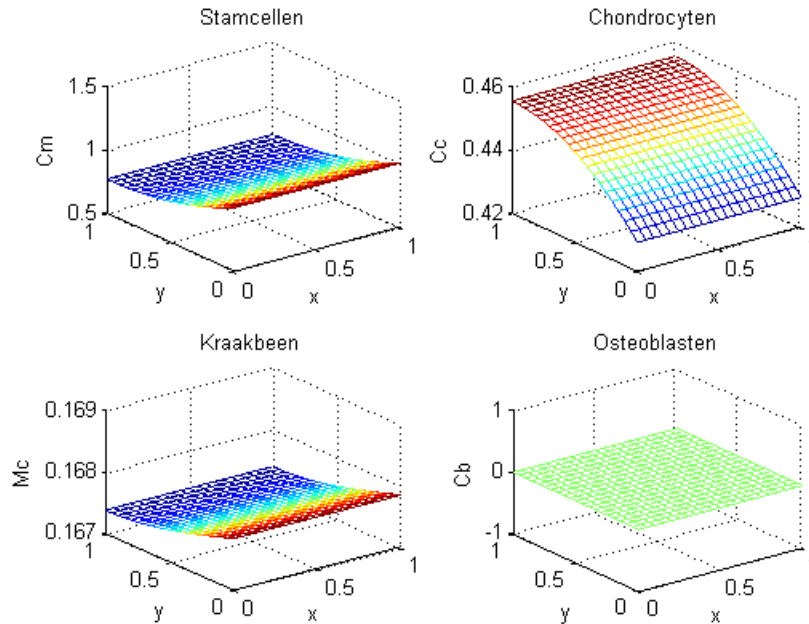 Stamcellen
1.5
1
0.5
Cm
1
0.5
0
y
0
0.5
1
x
Chondrocyten
0.46
0.44
0.42
Cc
1
0.5
0
y
0
0.5
x
Kraakbeen
0.169
0.168
0.167
Mc
1
0.5
0
y
0
0.5
1
x
Osteoblasten
1
0
-1
Cb
1
0.5
0
y
0
0.5
x